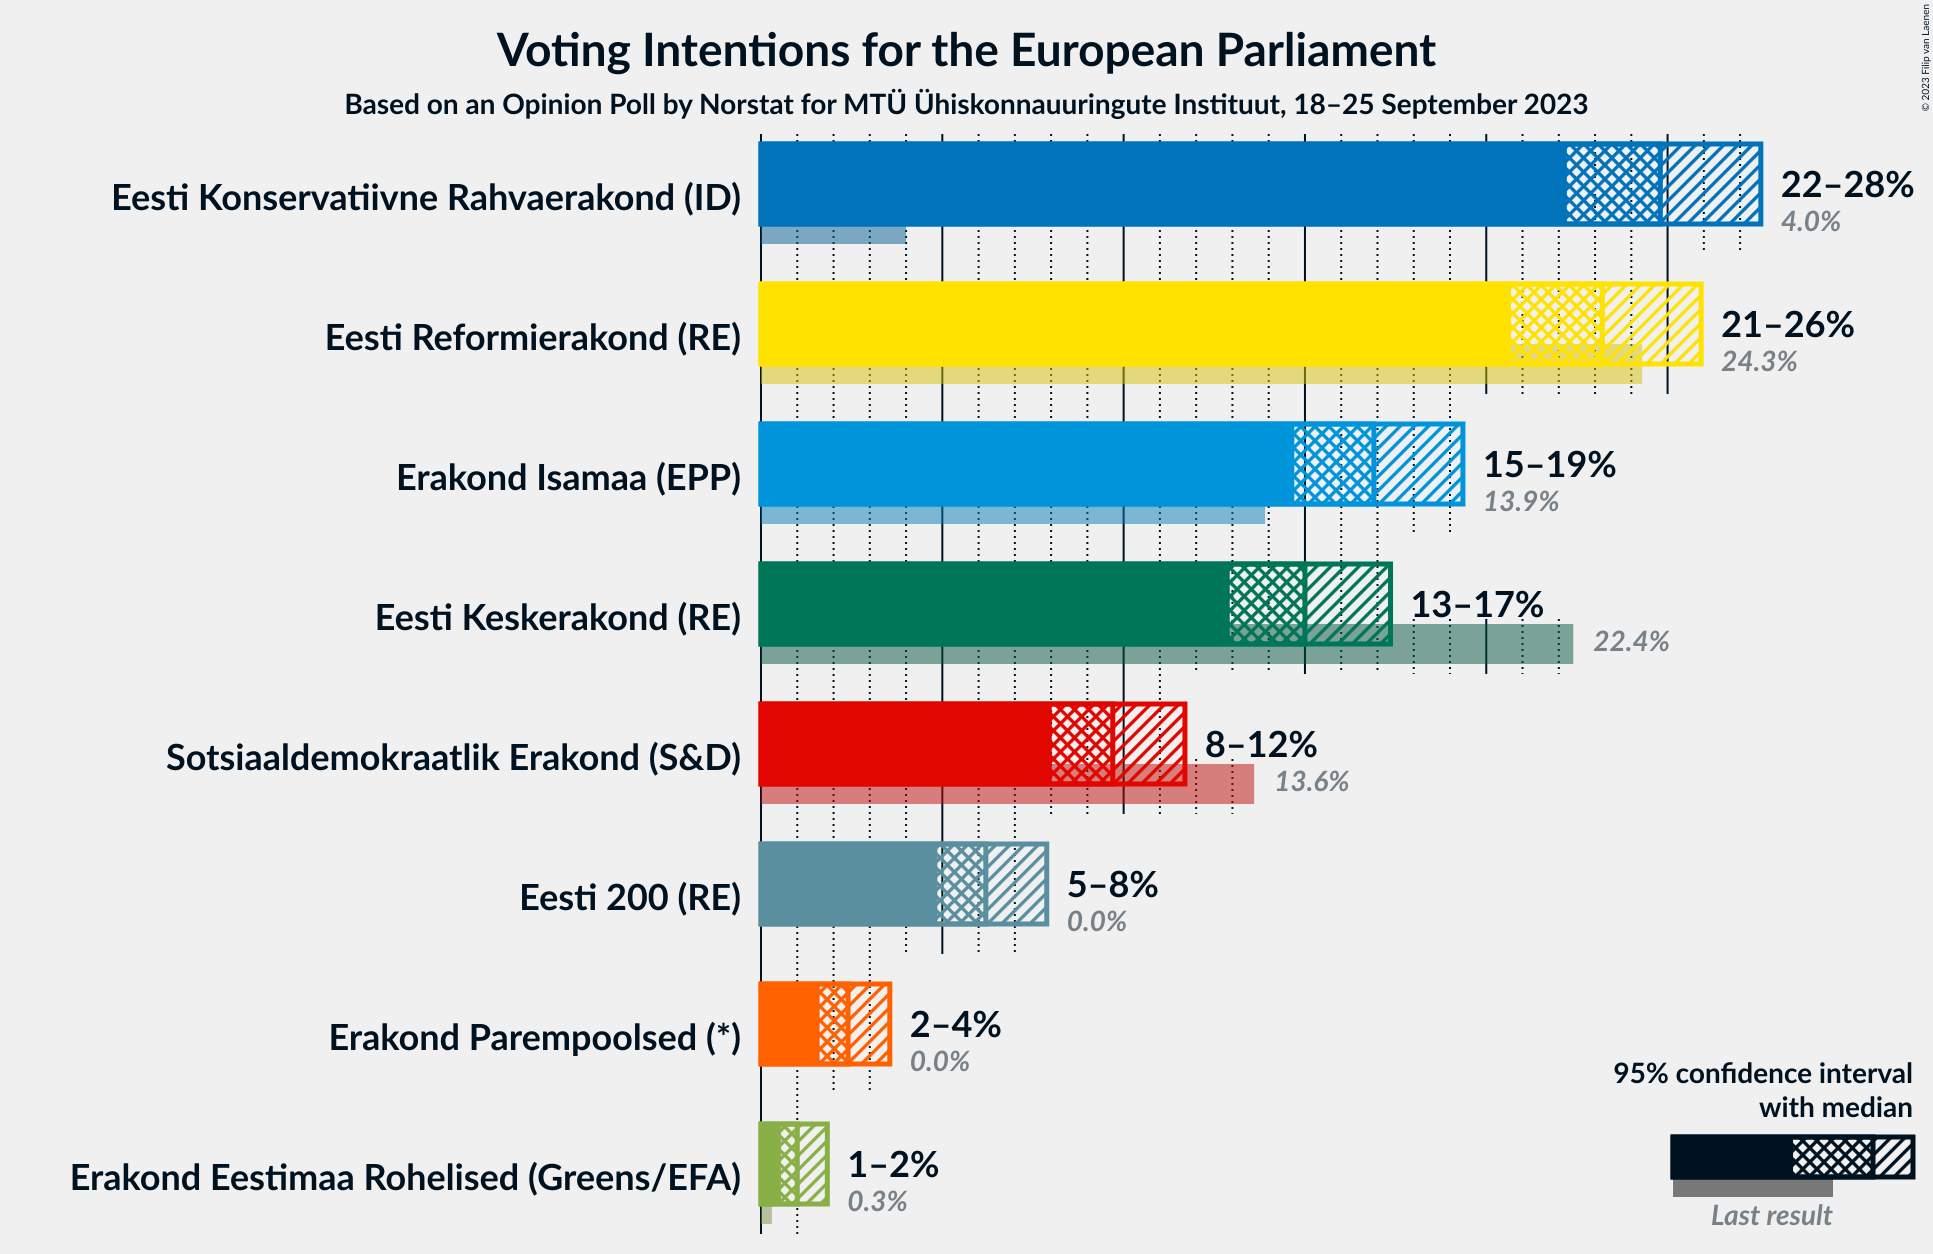 Voting Intentions for the European Parliament
Based on an Opinion Poll by Norstat for MTÜ Ühiskonnauuringute Instituut, 18–25 September 2023
© 2023 Filip van Laenen
Eesti Konservatiivne Rahvaerakond (ID)
22–28%
4.0%
Eesti Reformierakond (RE)
21–26%
24.3%
Erakond Isamaa (EPP)
15–19%
13.9%
Eesti Keskerakond (RE)
13–17%
22.4%
Sotsiaaldemokraatlik Erakond (S&D)
8–12%
13.6%
Eesti 200 (RE)
5–8%
0.0%
Erakond Parempoolsed (*)
2–4%
0.0%
Erakond Eestimaa Rohelised (Greens/EFA)
1–2%
0.3%
95% confidence interval
with median
Last result